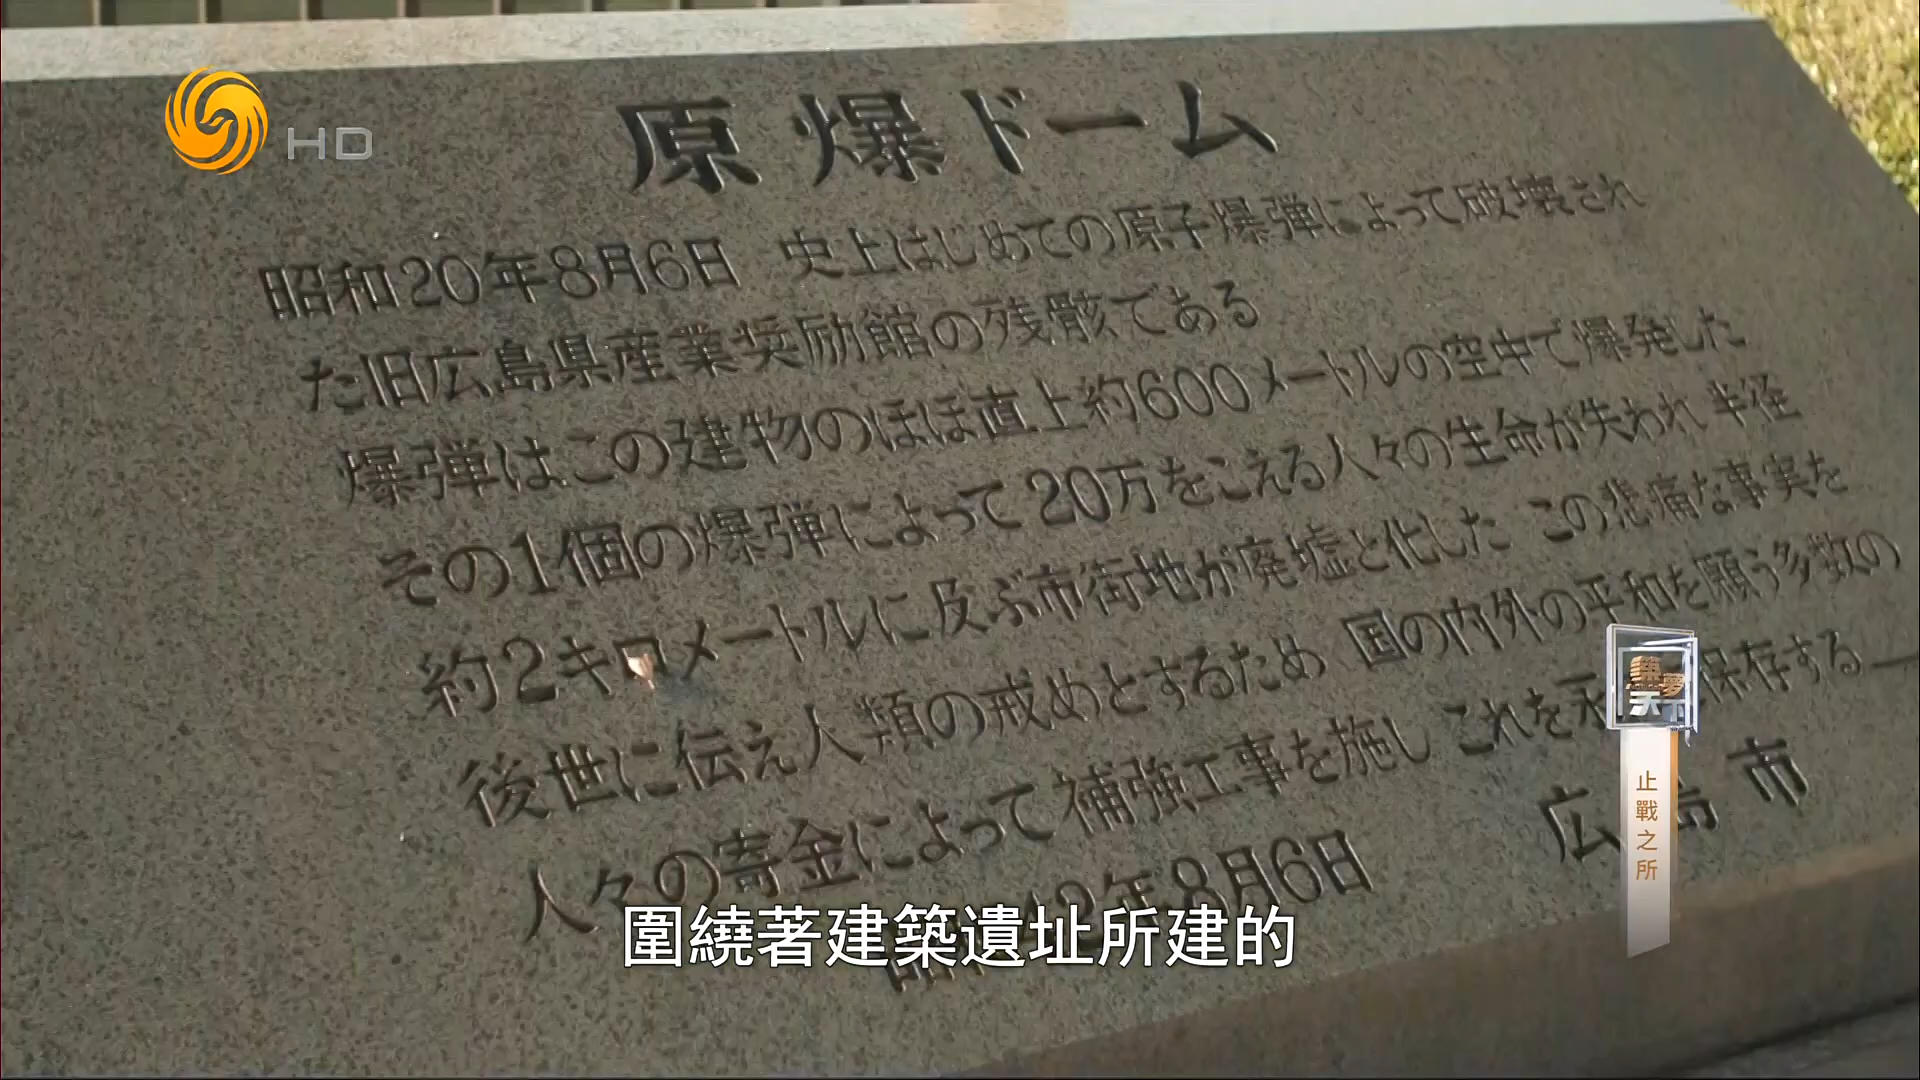 HD
原爆ドーム
昭和20年8月6日 史上はじめての原子爆弾によって破壊され
た旧広島県産業奨励館の残骸である
爆弾はこの建物のほぼ直上約600メートルの空中で爆発した
その1個の爆弾によって20万をこえる人々の生命が失われ 半径
約2キロメートルに及ぶ市街地が廃墟と化した この悲痛な事実を
後世に伝え人類の戒めとするため 国の内外の平和を願う多数の
人々の寄金によって補強工事を施し これを永 保存する
42年8月6日 広島市
築夢天下
止戰之所
圍繞著建築遺址所建的